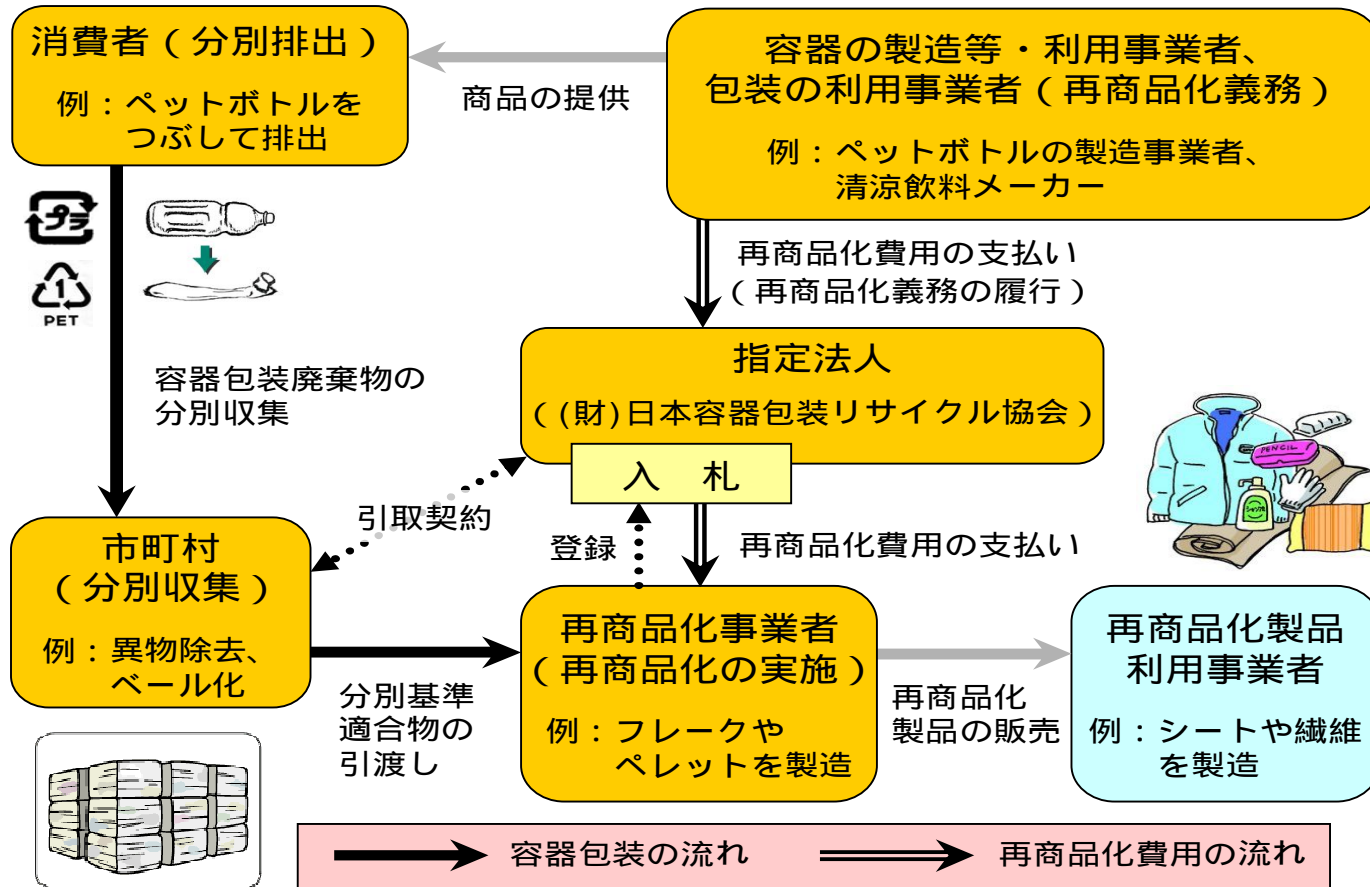 消費者（分別排出）
例：ペットボトルを
つぶして排出
商品の提供
容器の製造等・利用事業者、
包装の利用事業者（再商品化義務）
例：ペットボトルの製造事業者、
清涼飲料メーカー
プラ
1
PET
容器包装廃棄物の
分別収集
再商品化費用の支払い
（再商品化義務の履行）
指定法人
（(財)日本容器包装リサイクル協会）
入 札
引取契約
登録
再商品化費用の支払い
PENCIL
市町村
（分別収集）
例：異物除去、
ベール化
分別基準
適合物の
引渡し
再商品化事業者
（再商品化の実施）
例：フレークや
ペレットを製造
再商品化
製品の販売
再商品化製品
利用事業者
例：シートや繊維
を製造
容器包装の流れ
再商品化費用の流れ